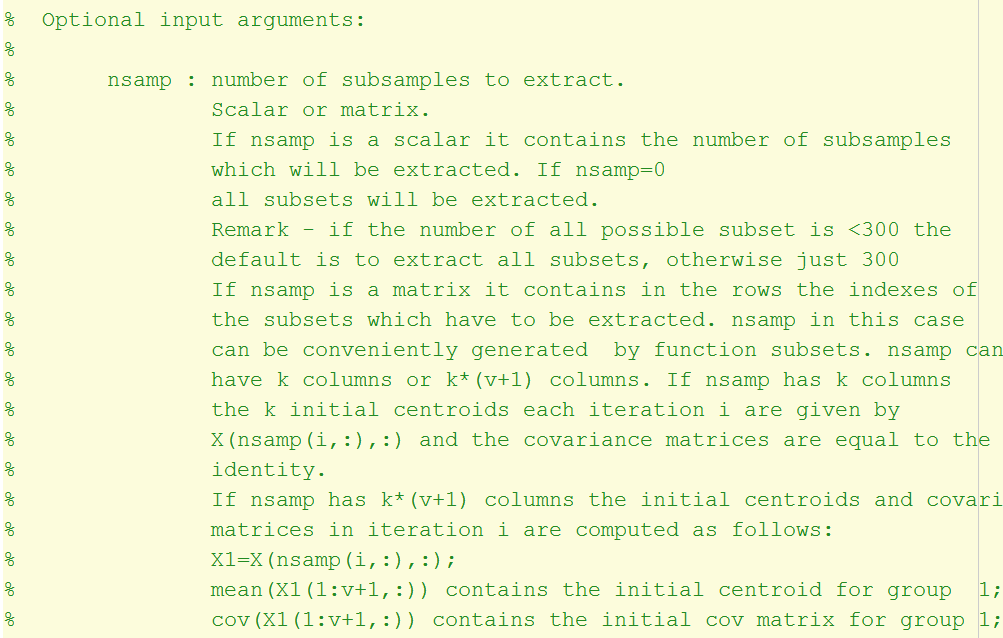 %  Optional input arguments:
%
%       nsamp : number of subsamples to extract.
%               Scalar or matrix.
%               If nsamp is a scalar it contains the number of subsamples
%               which will be extracted. If nsamp=0
%               all subsets will be extracted.
%               Remark - if the number of all possible subset is <300 the
%               default is to extract all subsets, otherwise just 300
%               If nsamp is a matrix it contains in the rows the indexes of
%               the subsets which have to be extracted. nsamp in this case
%               can be conveniently generated  by function subsets. nsamp can
%               have k columns or k*(v+1) columns. If nsamp has k columns
%               the k initial centroids each iteration i are given by
%               X(nsamp(i,:),:) and the covariance matrices are equal to the
%               identity.
%               If nsamp has k*(v+1) columns the initial centroids and covari
%               matrices in iteration i are computed as follows:
%               X1=X(nsamp(i,:),:);
%               mean(X1(1:v+1,:)) contains the initial centroid for group  1;
%               cov(X1(1:v+1,:)) contains the initial cov matrix for group 1;